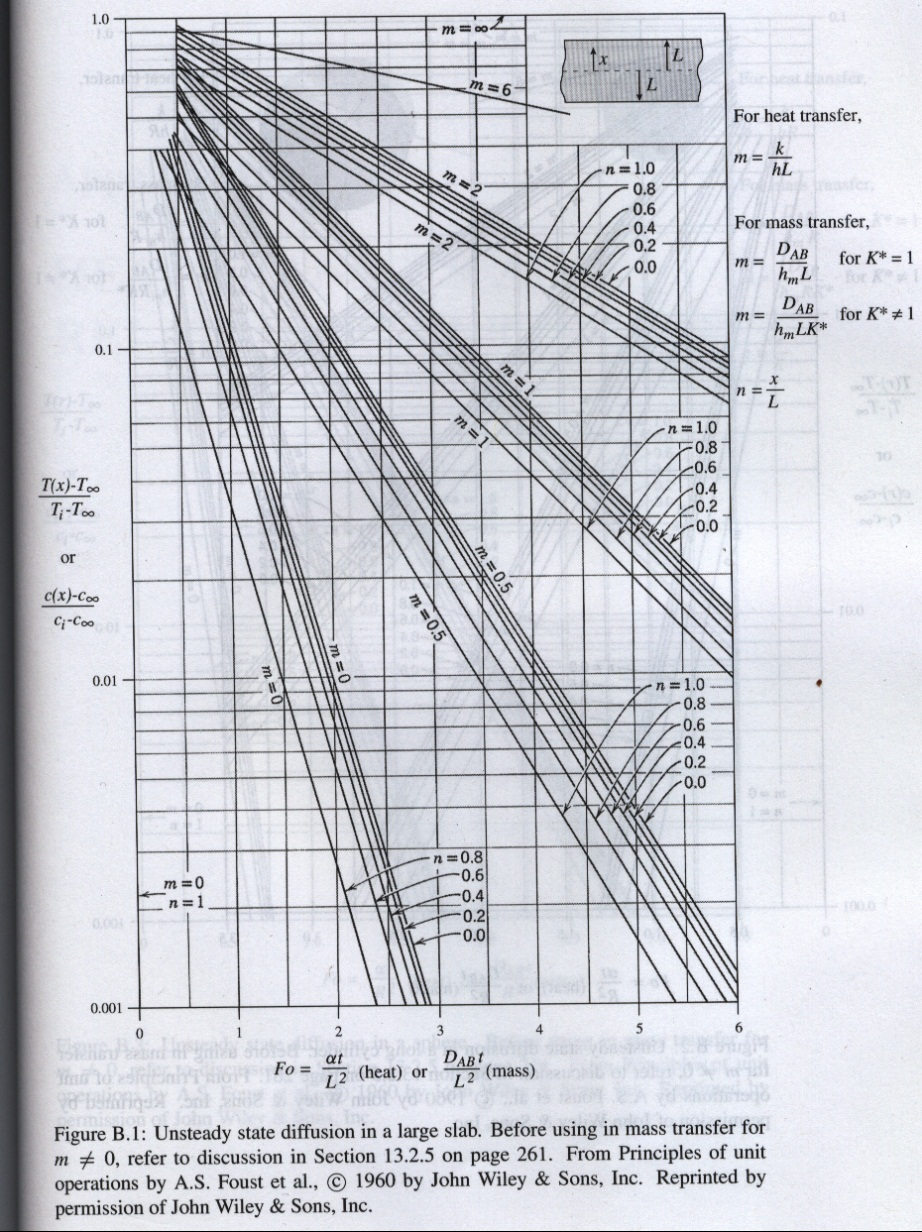 1.0
m = ∞
m = 6
x
L
L
For heat transfer,
m = k / hL
n = 1.0
0.8
0.6
0.4
0.2
0.0
m = 2
m = 2
For mass transfer,
m = D_AB / h_m L for K* = 1
m = D_AB / h_m LK* for K* ≠ 1
0.1
n = x / L
m = 1
m = 1
n = 1.0
0.8
0.6
0.4
0.2
0.0
T(x)-T∞ / T_i-T∞
or
c(x)-c∞ / c_i-c∞
m = 0.5
m = 0.5
0.01
m = 0
m = 0
n = 1.0
0.8
0.6
0.4
0.2
0.0
n = 0.8
0.6
0.4
0.2
0.0
m = 0
n = 1
0.001
0 1 2 3 4 5 6
Fo = αt / L² (heat) or D_AB t / L² (mass)
Figure B.1: Unsteady state diffusion in a large slab. Before using in mass transfer for
m ≠ 0, refer to discussion in Section 13.2.5 on page 261. From Principles of unit
operations by A.S. Foust et al., © 1960 by John Wiley & Sons, Inc. Reprinted by
permission of John Wiley & Sons, Inc.